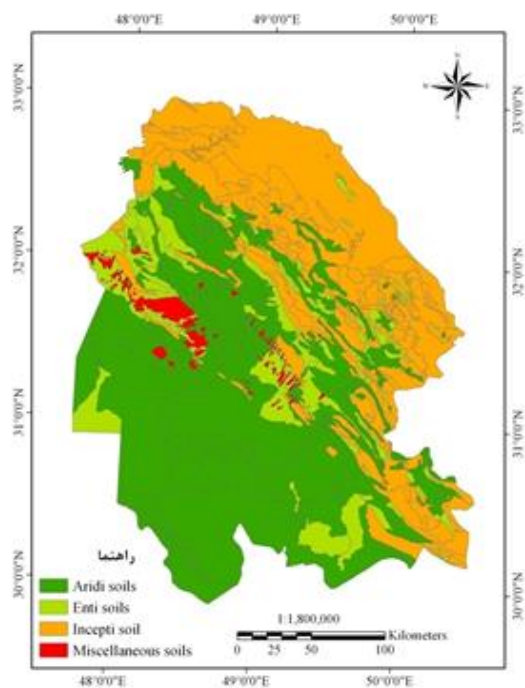 48°0'0"E 49°0'0"E 50°0'0"E
33°0'0"N
33°0'0"N
32°0'0"N
32°0'0"N
31°0'0"N
31°0'0"N
30°0'0"N
30°0'0"N
راهنما
Aridi soils
Enti soils
Incepti soil
Miscellaneous soils
1:1,800,000
Kilometers
0 25 50 100
48°0'0"E 49°0'0"E 50°0'0"E